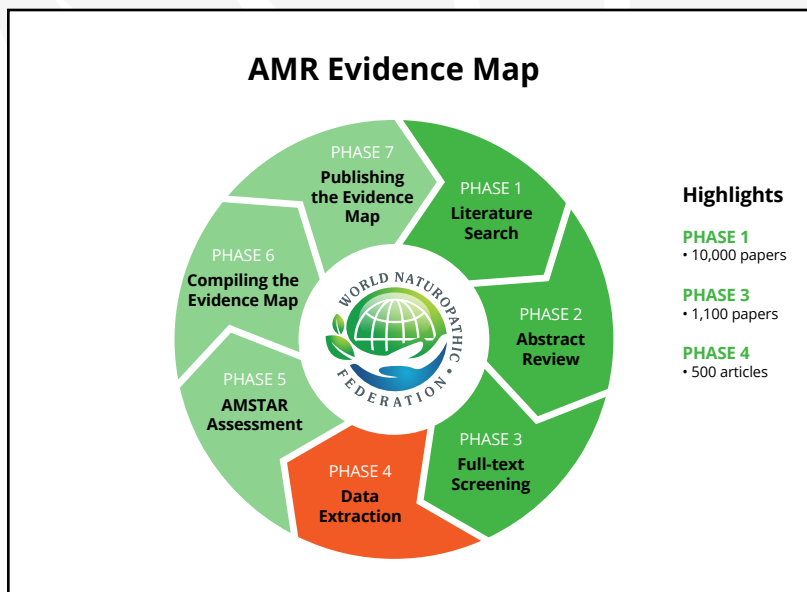 AMR Evidence Map
PHASE 1
Literature
Search
PHASE 2
Abstract
Review
PHASE 3
Full-text
Screening
PHASE 4
Data
Extraction
PHASE 5
AMSTAR
Assessment
PHASE 6
Compiling the
Evidence Map
PHASE 7
Publishing
the Evidence
Map
WORLD NATUROPATHIC
FEDERATION •
Highlights
PHASE 1
• 10,000 papers
PHASE 3
• 1,100 papers
PHASE 4
• 500 articles